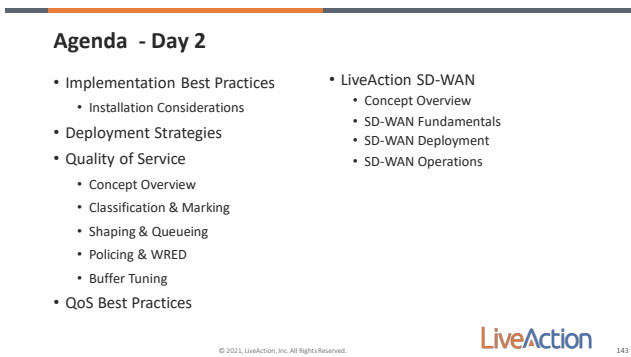 Agenda - Day 2
• Implementation Best Practices
• Installation Considerations
• Deployment Strategies
• Quality of Service
• Concept Overview
• Classification & Marking
• Shaping & Queueing
• Policing & WRED
• Buffer Tuning
• QoS Best Practices
• LiveAction SD-WAN
• Concept Overview
• SD-WAN Fundamentals
• SD-WAN Deployment
• SD-WAN Operations
© 2021, LiveAction, Inc. All Rights Reserved.
LiveAction
143